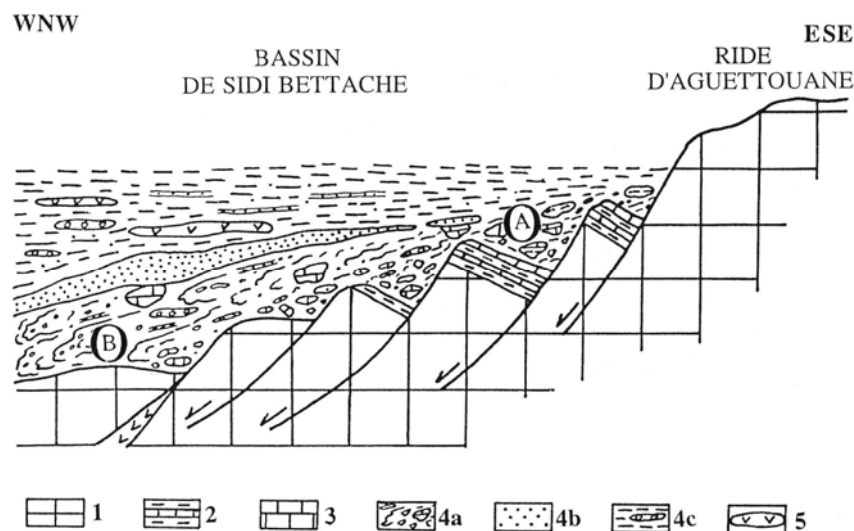 WNW
ESE
BASSIN
DE SIDI BETTACHE
RIDE
D'AGUETTOUANE
A
B
1 2 3 4a 4b 4c 5